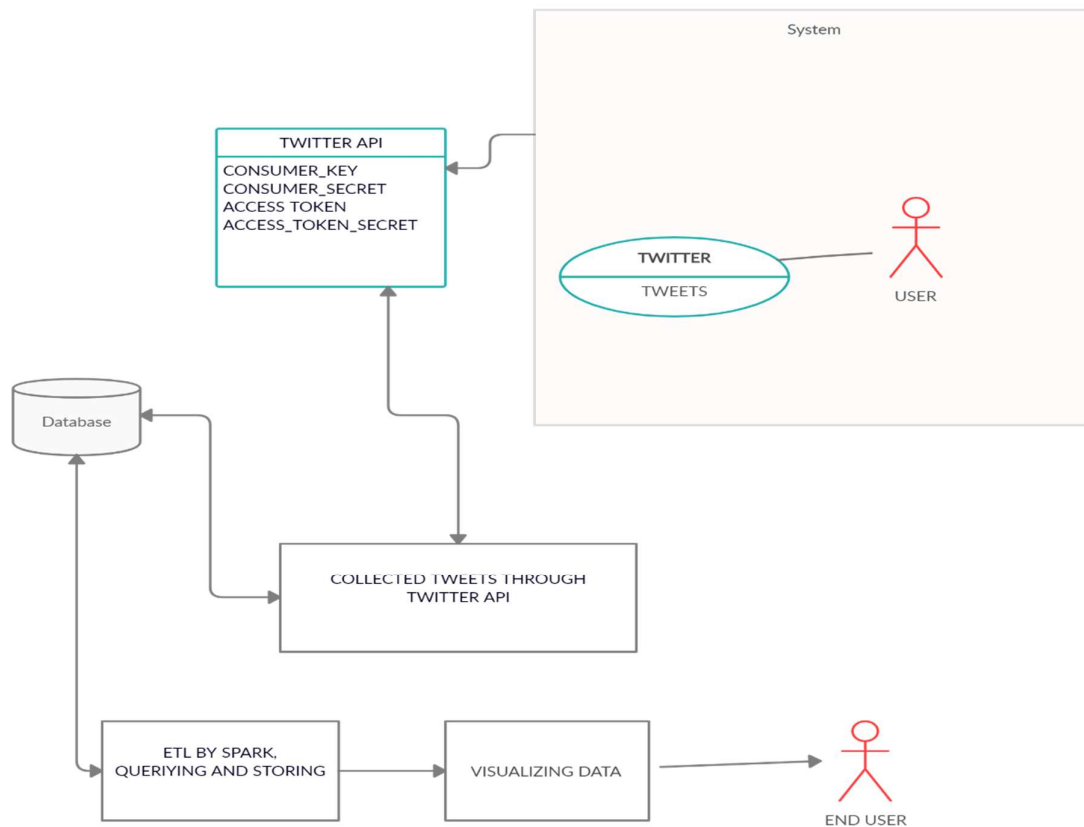 System
TWITTER API
CONSUMER_KEY
CONSUMER_SECRET
ACCESS TOKEN
ACCESS_TOKEN_SECRET
TWITTER
TWEETS
USER
Database
COLLECTED TWEETS THROUGH
TWITTER API
ETL BY SPARK,
QUERIYING AND STORING
VISUALIZING DATA
END USER